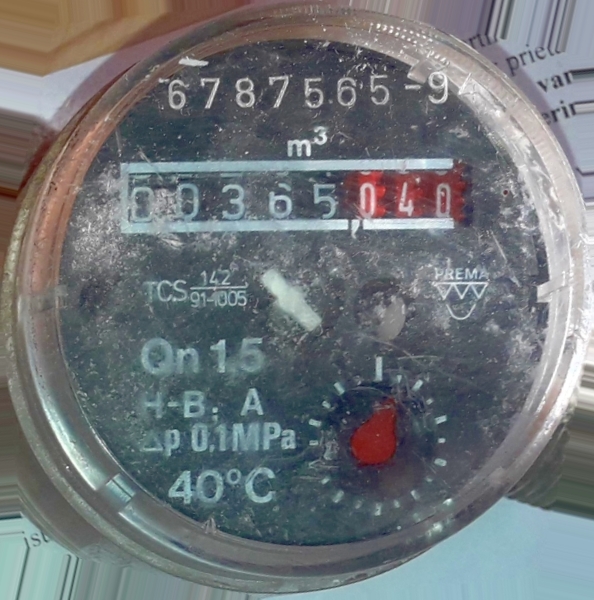 6787565-9
m³
00365040
TCS 142/91-1005
PREMA
Qn 1,5
H-B; A
Δp 0,1MPa
40°C